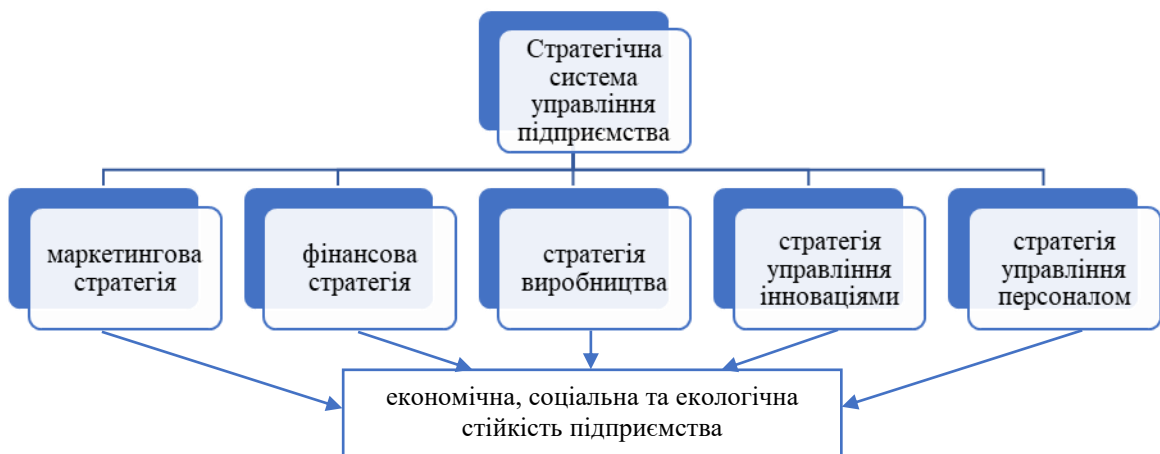 Стратегічна
система
управління
підприємства
маркетингова
стратегія
фінансова
стратегія
стратегія
виробництва
стратегія
управління
інноваціями
стратегія
управління
персоналом
економічна, соціальна та екологічна
стійкість підприємства